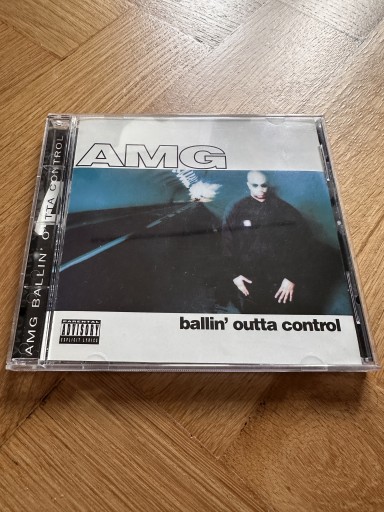 AMG BALLIN' OUTTA CONTROL
AMG
ballin' outta control
PARENTAL
ADVISORY
EXPLICIT LYRICS